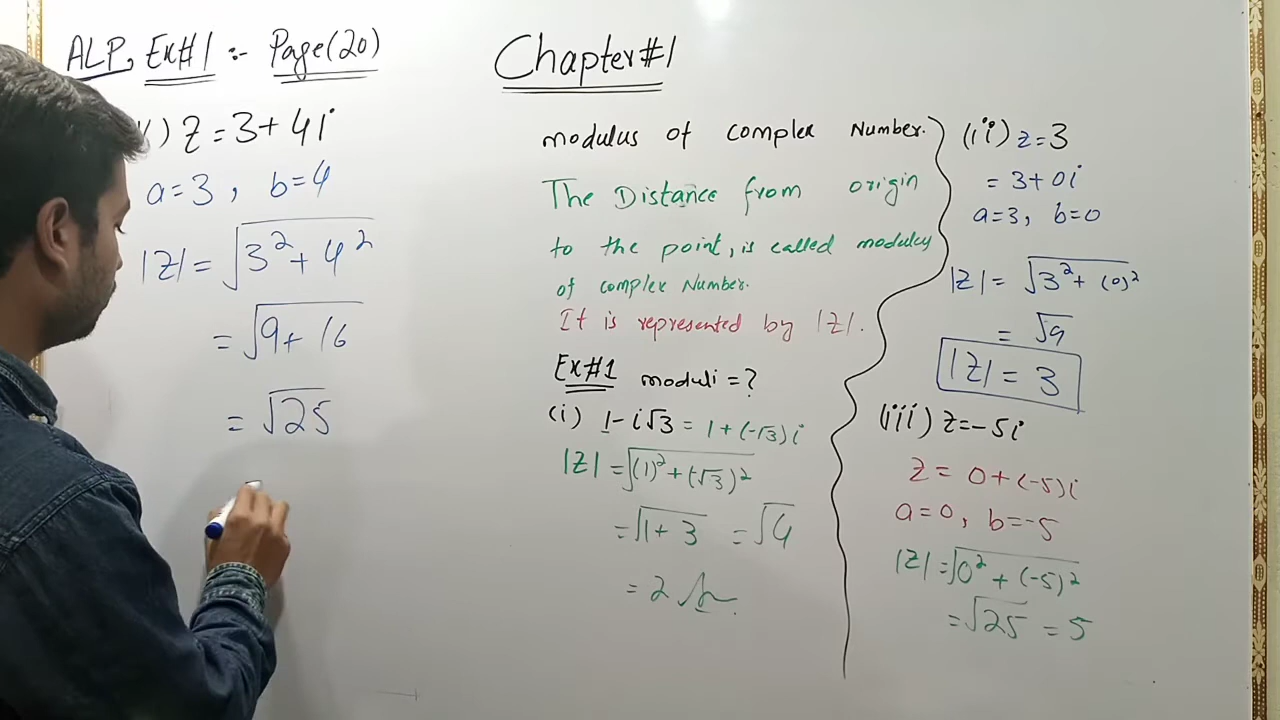 ALP, Ex#1 :- Page(20)
) z = 3+4i
a=3, b=4
|z| = √3² + 4²
= √9+16
= √25
Chapter#1
modulus of complex Number.
The Distance from origin
to the point, is called moduley
of complex Number.
It is represented by |z|.
Ex#1 moduli = ?
(i) 1-i√3 = 1+(-√3)i
|z| = √(1)²+(-√3)²
= √1+3 = √4
= 2
(ii) z=3
= 3+0i
a=3, b=0
|z| = √3²+(0)²
= √9
|z| = 3
(iii) z=-5i
z = 0+(-5)i
a=0, b=-5
|z| = √0²+(-5)²
= √25 = 5